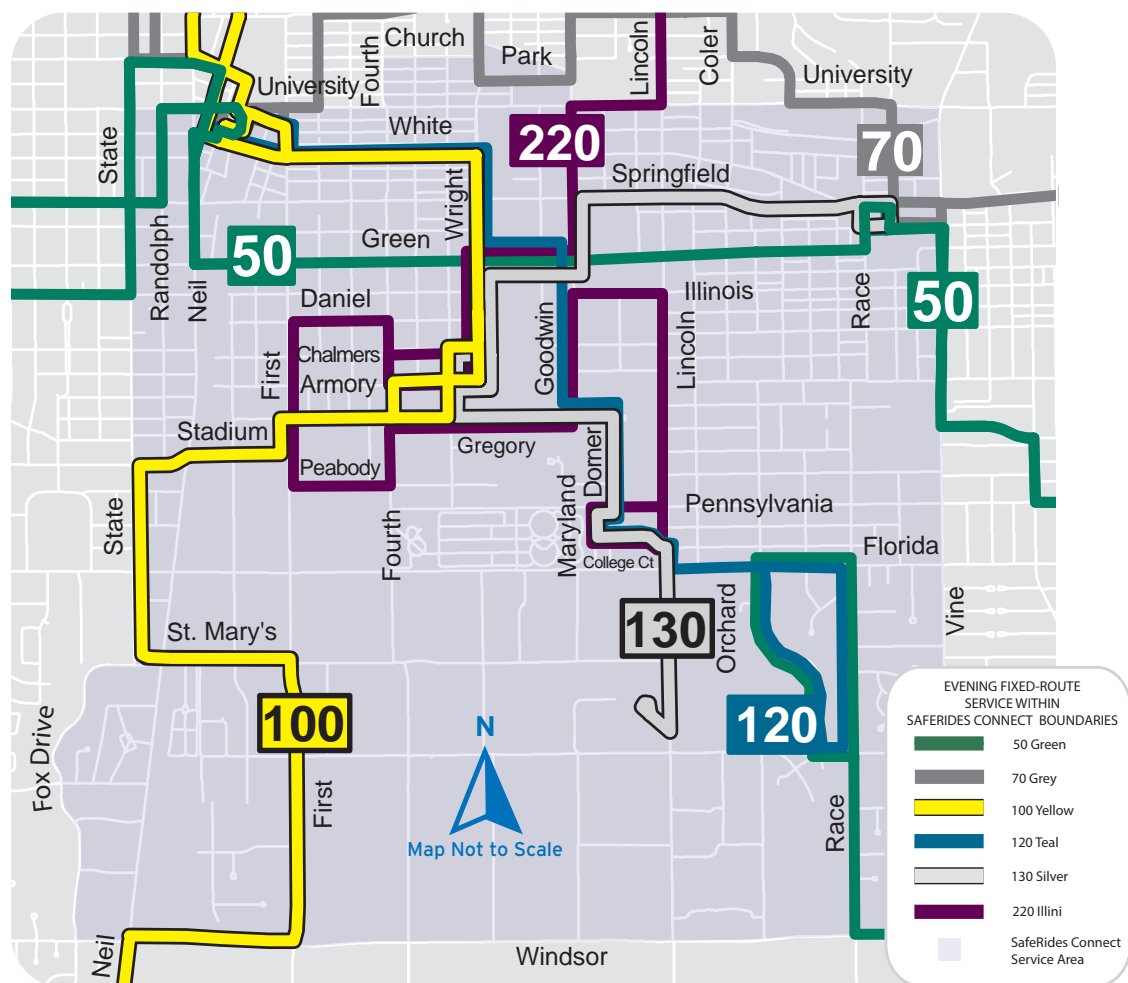 Church
Fourth
Park
Lincoln
Coler
University
University
White
State
220
70
Springfield
Wright
Green
50
Randolph
Neil
Race
50
Daniel
Illinois
Chalmers
First
Armory
Goodwin
Lincoln
Stadium
Gregory
Peabody
Dorner
Maryland
Pennsylvania
State
Fourth
College Ct
Florida
Orchard
Vine
130
St. Mary's
100
N
120
Fox Drive
First
Map Not to Scale
Race
Neil
Windsor
EVENING FIXED-ROUTE
SERVICE WITHIN
SAFERIDES CONNECT BOUNDARIES
50 Green
70 Grey
100 Yellow
120 Teal
130 Silver
220 Illini
SafeRides Connect
Service Area